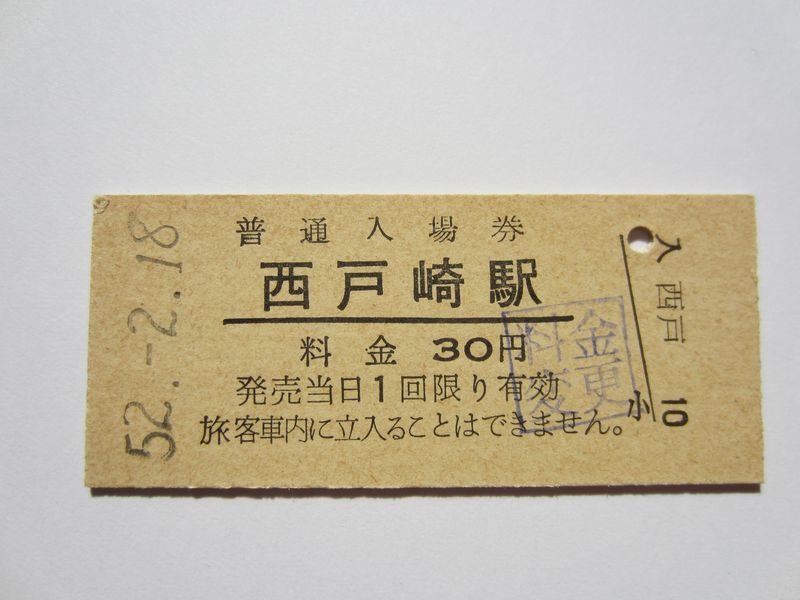 52.-2.18
普通入場券
西戸崎駅
料金 30円
発売当日1回限り有効
旅客車内に立入ることはできません。
料金
変更
入 西戸
小 10